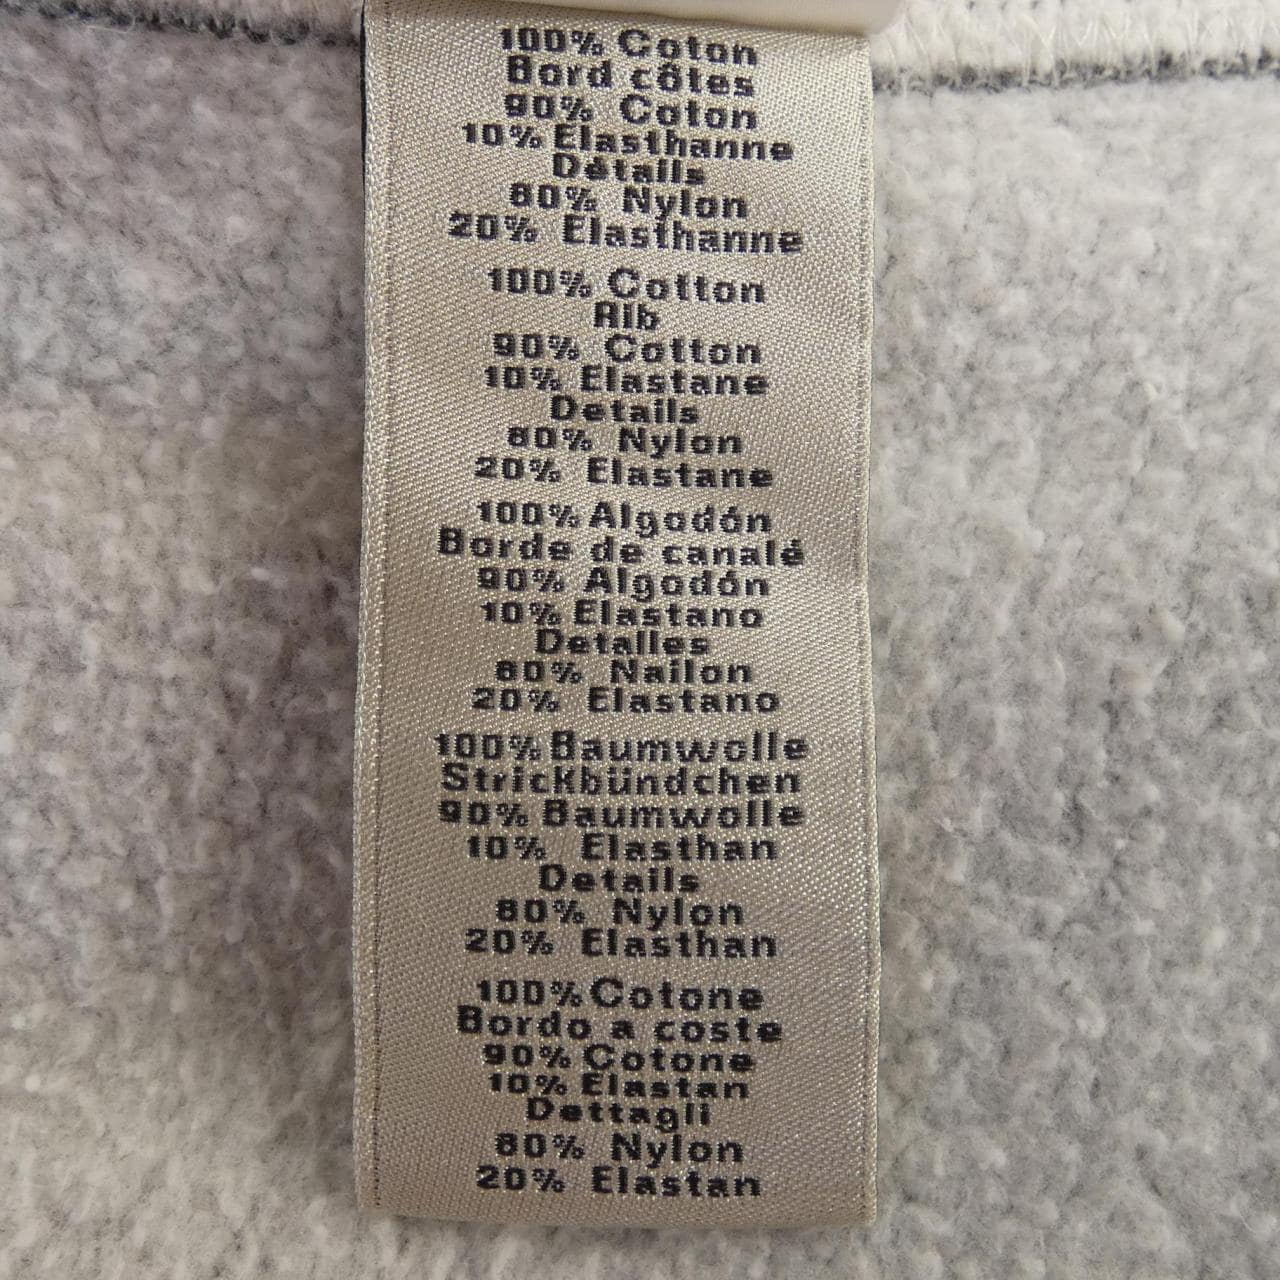 100% Coton
Bord côtes
90% Coton
10% Elasthanne
Détails
80% Nylon
20% Elasthanne
100% Cotton
Rib
90% Cotton
10% Elastane
Details
80% Nylon
20% Elastane
100% Algodón
Borde de canalé
90% Algodón
10% Elastano
Detalles
80% Nailon
20% Elastano
100% Baumwolle
Strickbündchen
90% Baumwolle
10% Elasthan
Details
80% Nylon
20% Elasthan
100% Cotone
Bordo a coste
90% Cotone
10% Elastan
Dettagli
80% Nylon
20% Elastan